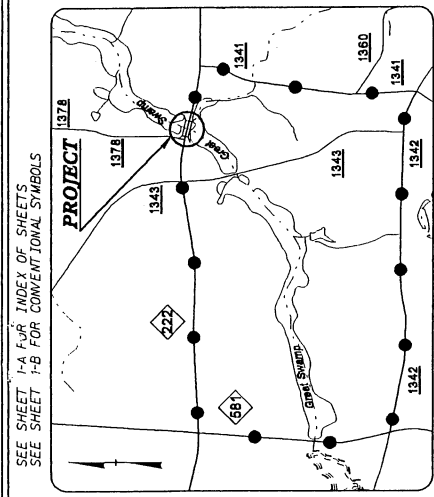 SEE SHEET 1-A FOR INDEX OF SHEETS
SEE SHEET 1-B FOR CONVENTIONAL SYMBOLS
PROJECT
1378
1378
Swamp
Great
1343
1341
1360
1341
222
1343
1342
581
Great Swamp
1342